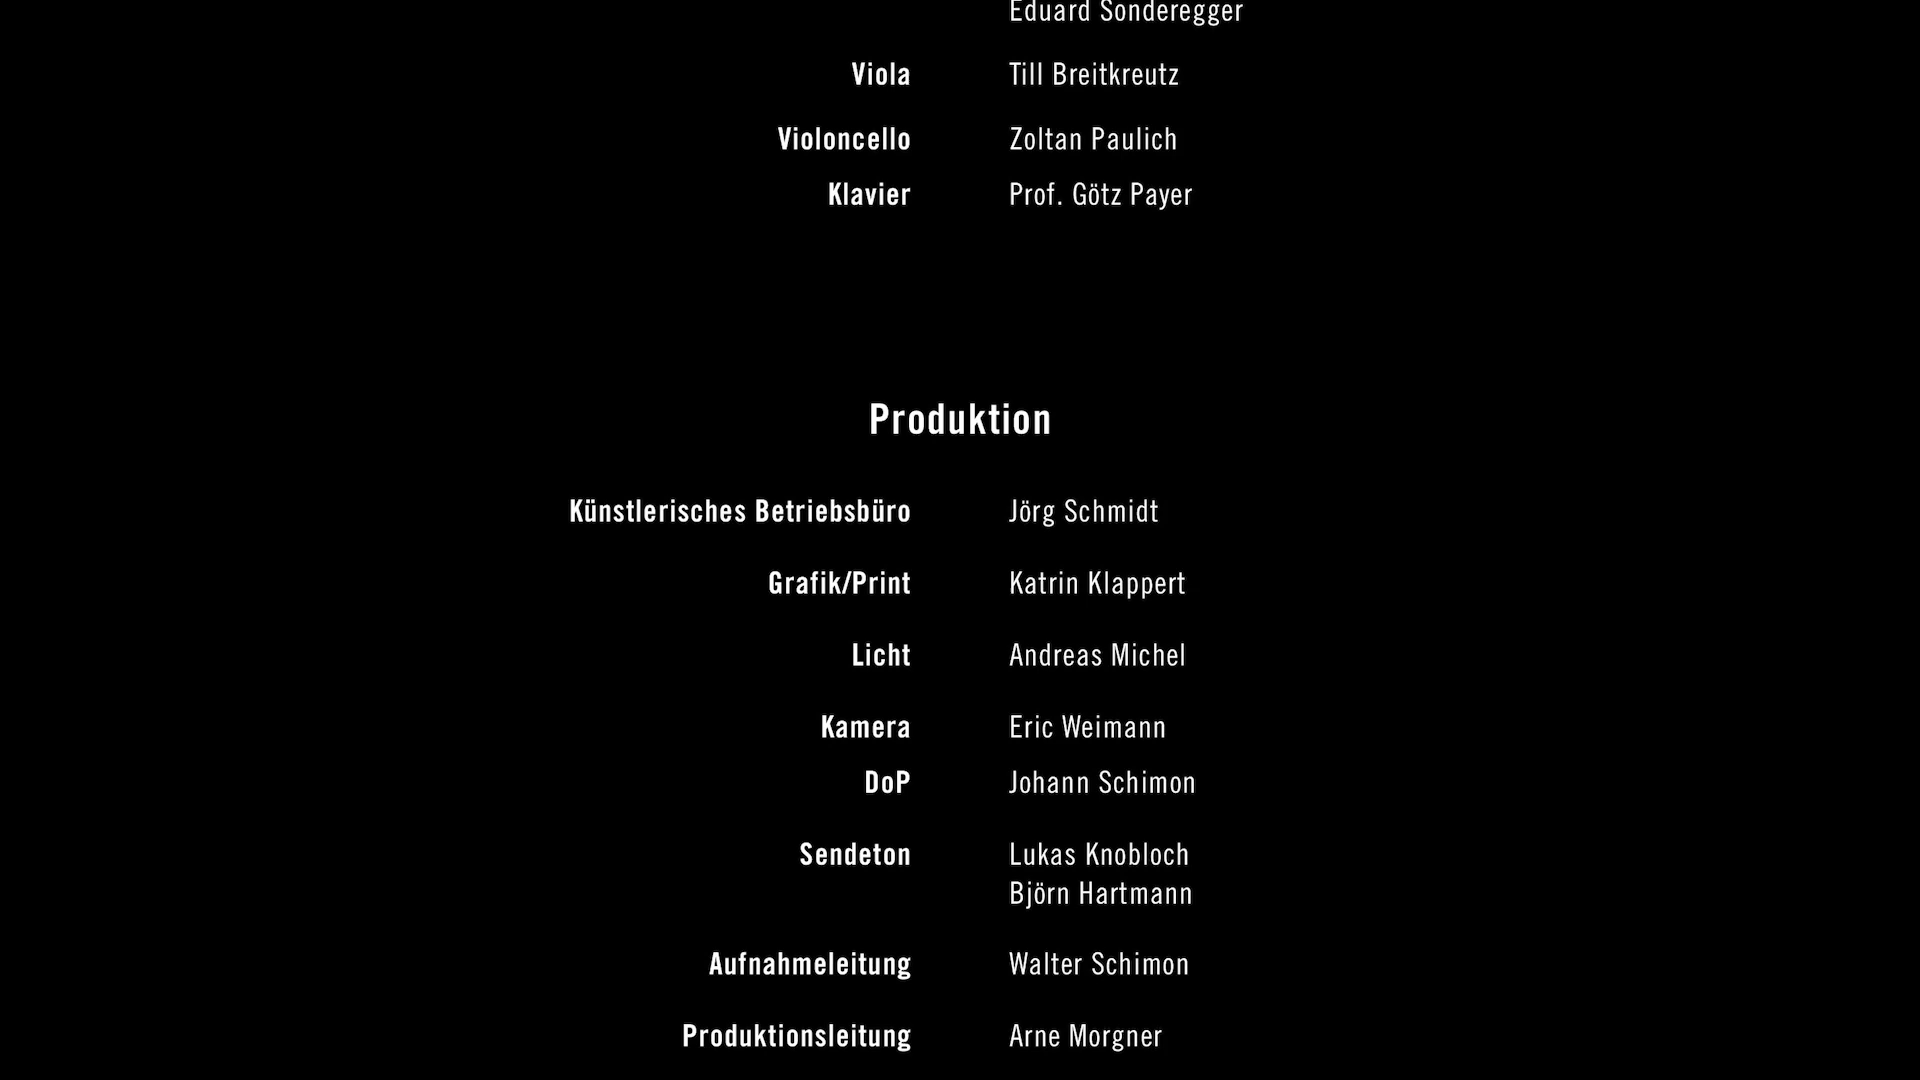 Eduard Sonderegger
Viola Till Breitkreutz
Violoncello Zoltan Paulich
Klavier Prof. Götz Payer
Produktion
Künstlerisches Betriebsbüro Jörg Schmidt
Grafik/Print Katrin Klappert
Licht Andreas Michel
Kamera Eric Weimann
DoP Johann Schimon
Sendeton Lukas Knobloch
Björn Hartmann
Aufnahmeleitung Walter Schimon
Produktionsleitung Arne Morgner